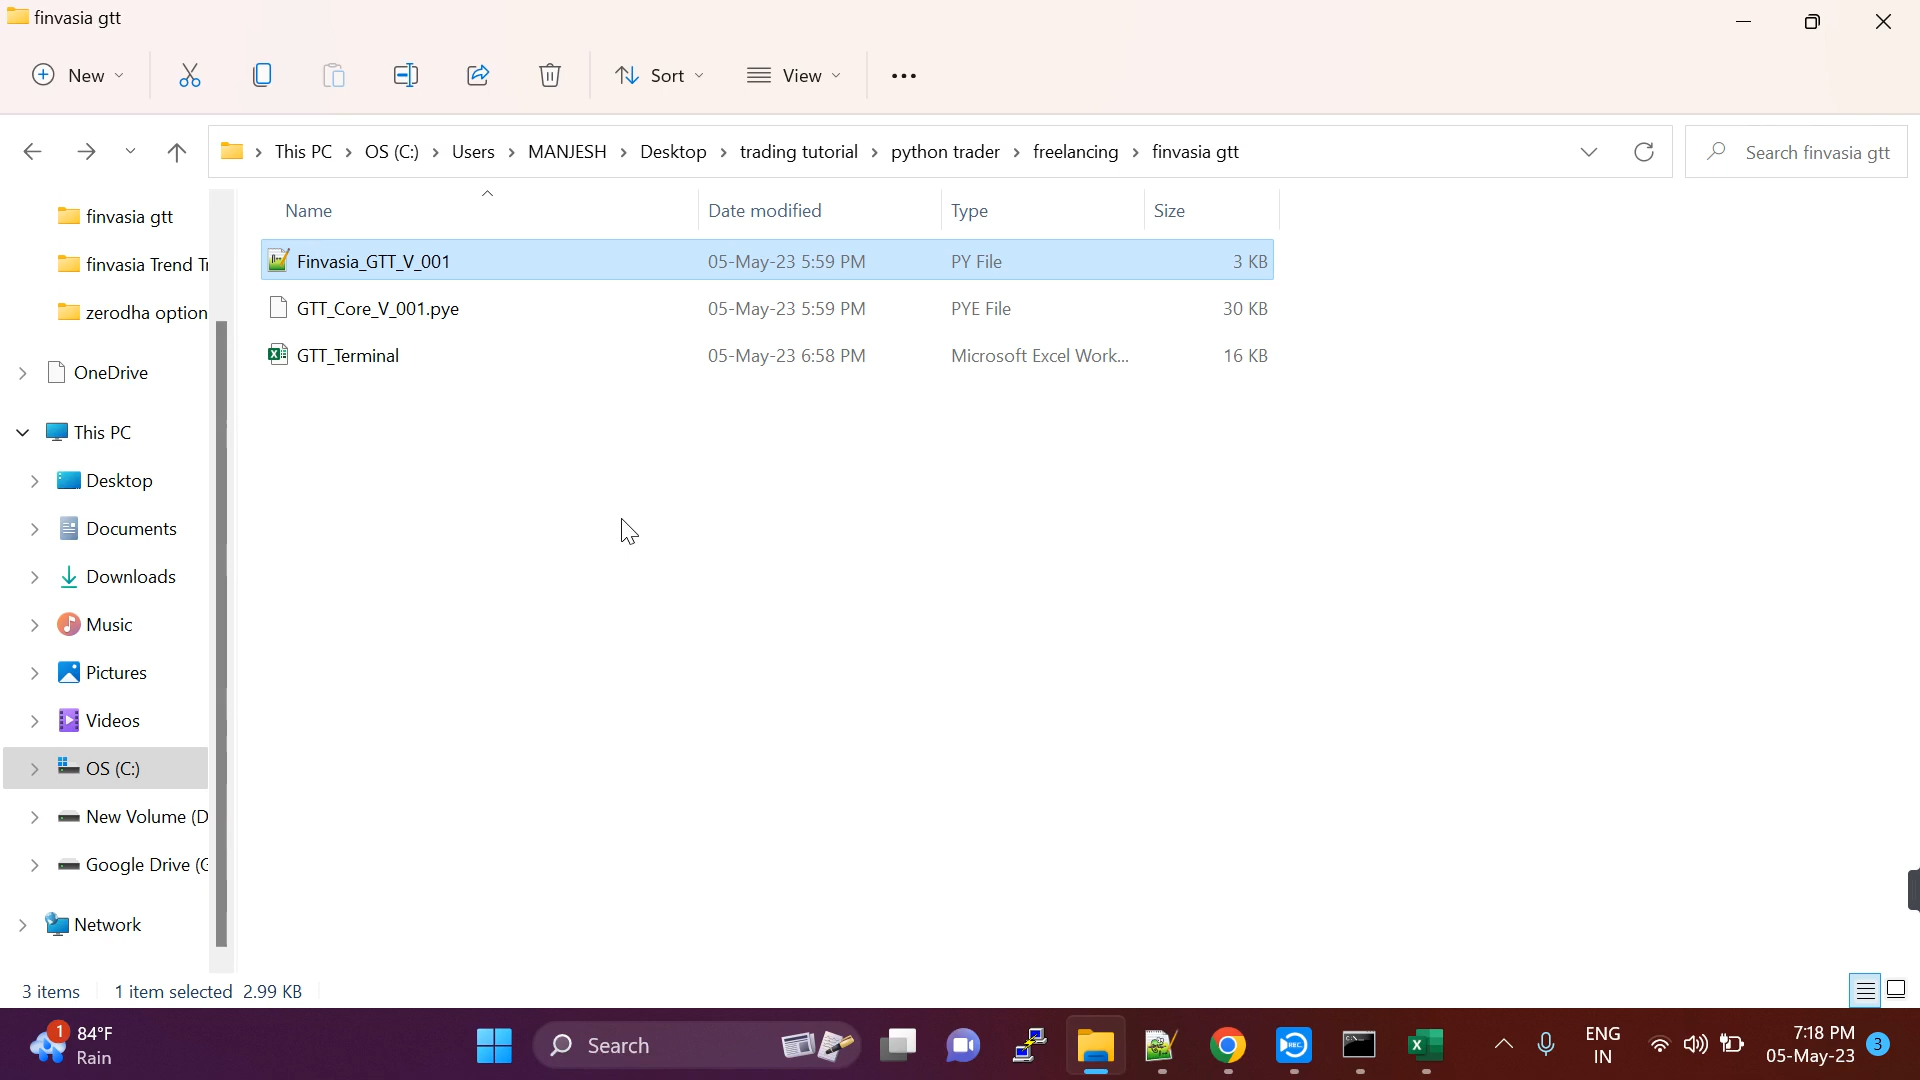 finvasia gtt
New
Sort
View
This PC > OS (C:) > Users > MANJESH > Desktop > trading tutorial > python trader > freelancing > finvasia gtt
Search finvasia gtt
Name Date modified Type Size
Finvasia_GTT_V_001 05-May-23 5:59 PM PY File 3 KB
GTT_Core_V_001.pye 05-May-23 5:59 PM PYE File 30 KB
GTT_Terminal 05-May-23 6:58 PM Microsoft Excel Work... 16 KB
finvasia gtt
finvasia Trend Tr
zerodha option
OneDrive
This PC
Desktop
Documents
Downloads
Music
Pictures
Videos
OS (C:)
New Volume (D
Google Drive (G
Network
3 items 1 item selected 2.99 KB
1 84°F
Rain
Search
REC
C:\
ENG
IN
7:18 PM
05-May-23
3